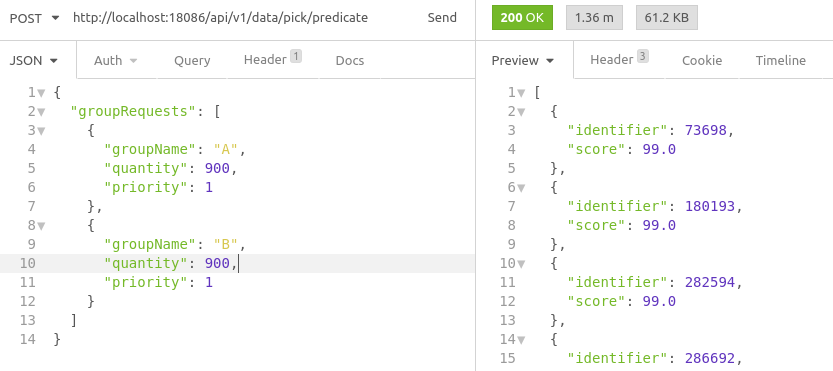 POST http://localhost:18086/api/v1/data/pick/predicate Send
200 OK 1.36 m 61.2 KB
JSON Auth Query Header 1 Docs
Preview Header 3 Cookie Timeline
1 {
2 "groupRequests": [
3 {
4 "groupName": "A",
5 "quantity": 900,
6 "priority": 1
7 },
8 {
9 "groupName": "B",
10 "quantity": 900,
11 "priority": 1
12 }
13 ]
14 }
1 [
2 {
3 "identifier": 73698,
4 "score": 99.0
5 },
6 {
7 "identifier": 180193,
8 "score": 99.0
9 },
10 {
11 "identifier": 282594,
12 "score": 99.0
13 },
14 {
15 "identifier": 286692,